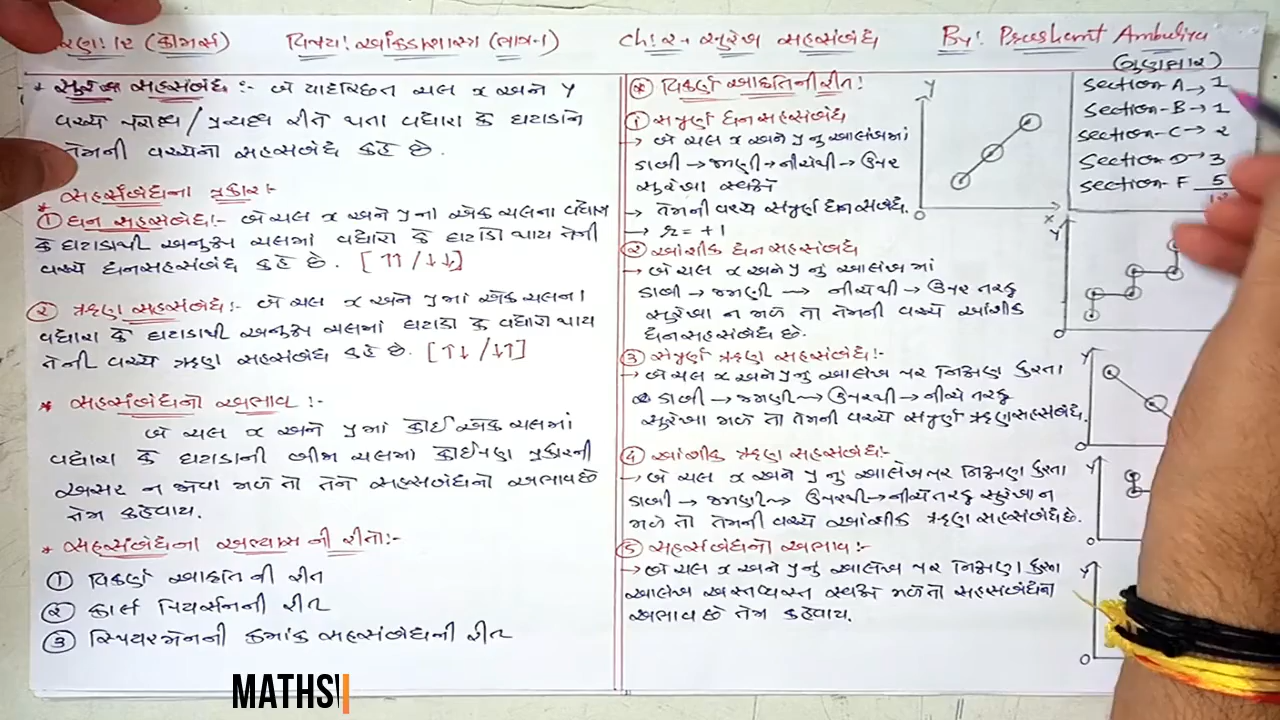 ધોરણ: ૧૨ (કોમર્સ) વિષય: આંકડાશાસ્ત્ર (ભાગ-૧) Ch: ૨- સુરેખ સહસંબંધ By: Prashant Ambuliya
* સુરેખ સહસંબંધ :- બે યાદચ્છિત ચલ x અને y
વચ્ચે પરોક્ષ/પ્રત્યક્ષ રીતે થતા વધારા કે ઘટાડાને
તેમની વચ્ચેનો સહસંબંધ કહે છે.
* સહસંબંધના પ્રકાર:-
① ધન સહસંબંધ:- બે ચલ x અને y ના એક ચલના વધારા
કે ઘટાડાથી અનુરૂપ ચલમાં વધારો કે ઘટાડો થાય તેની
વચ્ચે ધનસહસંબંધ કહે છે. [↑↑/↓↓]
૨ ઋણ સહસંબંધ:- બે ચલ x અને y માં એક ચલના
વધારા કે ઘટાડાથી અનુરૂપ ચલમાં ઘટાડો કે વધારો થાય
તેની વચ્ચે ઋણ સહસંબંધ કહે છે. [↑↓/↓↑]
* સહસંબંધનો અભાવ :-
બે ચલ x અને y માં કોઈ એક ચલમાં
વધારા કે ઘટાડાની બીજા ચલમાં કોઈપણ પ્રકારની
અસર ન જોવા મળે તો તેને સહસંબંધનો અભાવ છે
તેમ કહેવાય.
* સહસંબંધના અભ્યાસ ની રીતો:-
① વિકર્ણ આકૃતિ ની રીત
② કાર્લ પિયર્સનની રીત
③ સ્પિયરમેનની ક્રમાંક સહસંબંધની રીત
* વિકર્ણ આકૃતિની રીત:
① સંપૂર્ણ ધન સહસંબંધ
→ બે ચલ x અને y નુ આલેખમાં
ડાબી → જમણી → નીચેથી → ઉપર
સુરેખા સ્વરૂપે
→ તેમની વચ્ચે સંપૂર્ણ ધન સહસંબંધ.
→ r = +1
② આંશીક ધન સહસંબંધ
→ બે ચલ x અને y નુ આલેખ માં
ડાબી → જમણી → નીચેથી → ઉપર તરફ
સુરેખા ન મળે તો તેમની વચ્ચે આંશીક
ધનસહસંબંધ છે.
③ સંપૂર્ણ ઋણ સહસંબંધ:-
→ બે ચલ x અને y નુ આલેખ પર નિરૂપણ કરતા
ડાબી → જમણી → ઉપરથી → નીચે તરફ
સુરેખા મળે તો તેમની વચ્ચે સંપૂર્ણ ઋણસહસંબંધ.
④ આંશીક ઋણ સહસંબંધ:-
→ બે ચલ x અને y નુ આલેખ પર નિરૂપણ કરતા
ડાબી → જમણી → ઉપરથી → નીચે તરફ સુરેખા ન
મળે તો તેમની વચ્ચે આંશીક ઋણ સહસંબંધ છે.
⑤ સહસંબંધનો અભાવ:-
→ બે ચલ x અને y નુ આલેખ પર નિરૂપણ કરતા
આલેખ અસ્તવ્યસ્ત સ્વરૂપે મળે તો સહસંબંધનો
અભાવ છે તેમ કહેવાય.
(ગુણભાર)
Section A → 1
Section-B → 1
Section-C → ૨
Section D → 3
Section-F 5
y
x
O
y
O
y
O
y
O
y
O
MATHS